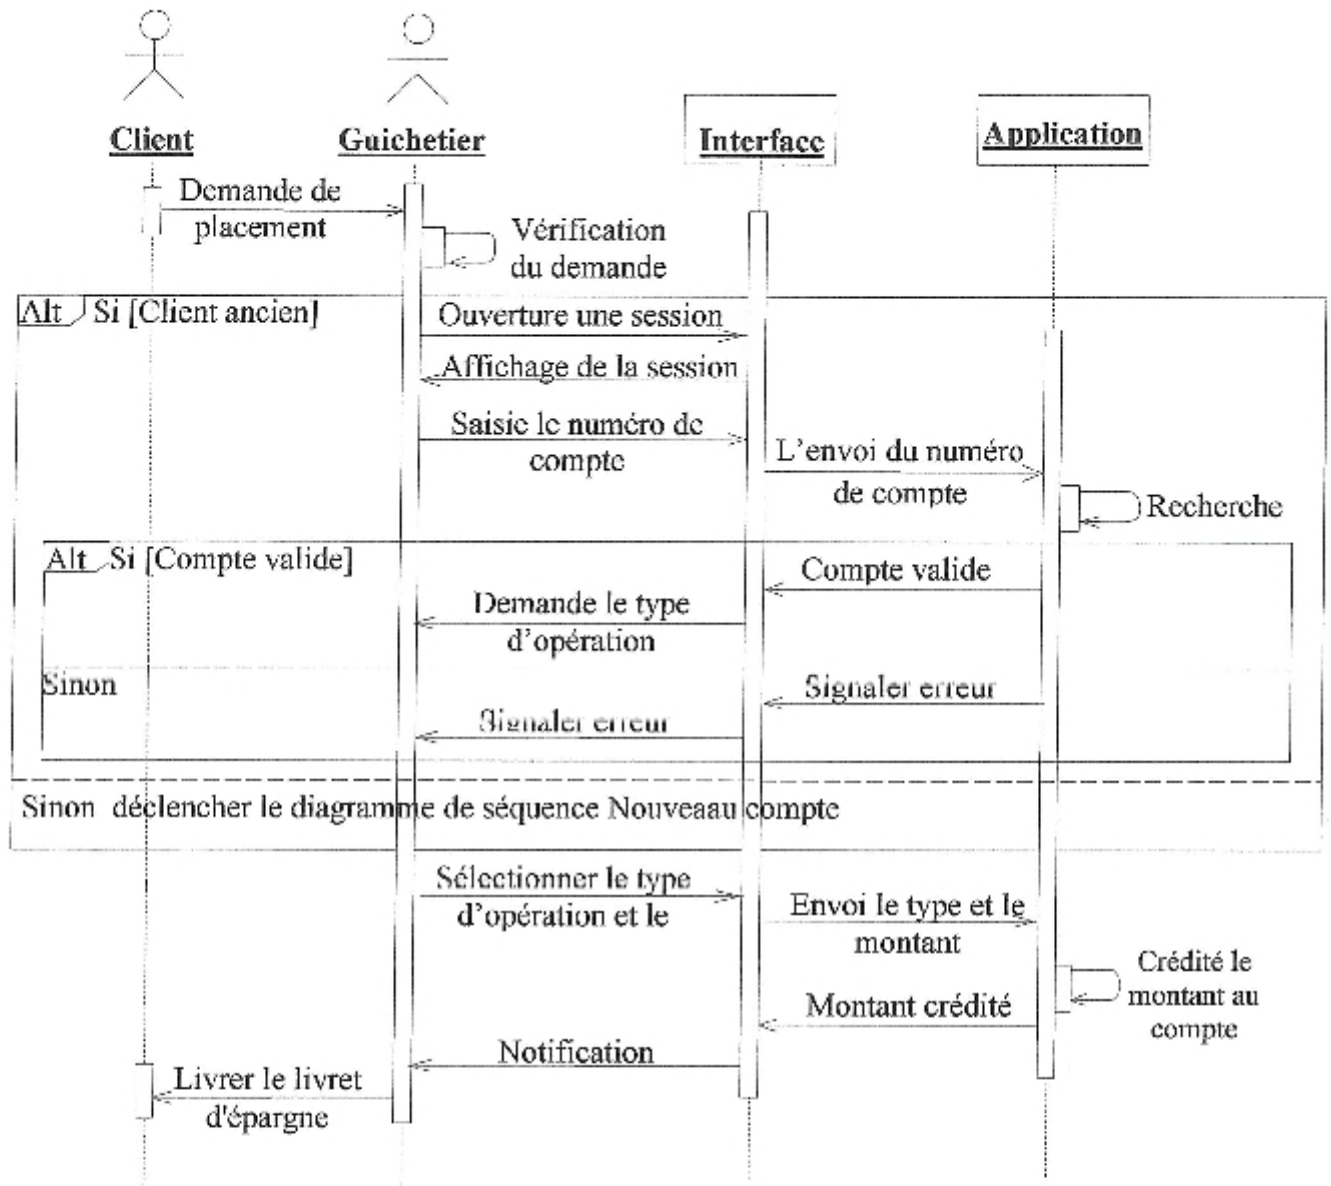 Client
Guichetier
Interface
Application
Demande de
placement
Vérification
du demande
Alt Si [Client ancien]
Ouverture une session
Affichage de la session
Saisie le numéro de
compte
L'envoi du numéro
de compte
Recherche
Alt Si [Compte valide]
Compte valide
Demande le type
d'opération
Sinon
Signaler erreur
Signaler erreur
Sinon déclencher le diagramme de séquence Nouveaau compte
Sélectionner le type
d'opération et le
Envoi le type et le
montant
Crédité le
montant au
compte
Montant crédité
Notification
Livrer le livret
d'épargne